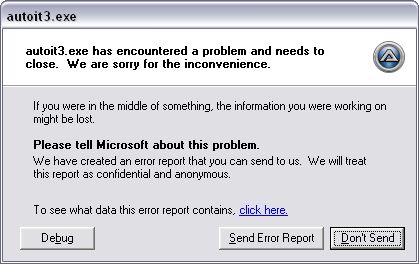 autoit3.exe
autoit3.exe has encountered a problem and needs to
close.  We are sorry for the inconvenience.
If you were in the middle of something, the information you were working on
might be lost.
Please tell Microsoft about this problem.
We have created an error report that you can send to us.  We will treat
this report as confidential and anonymous.
To see what data this error report contains, click here.
Debug
Send Error Report
Don't Send